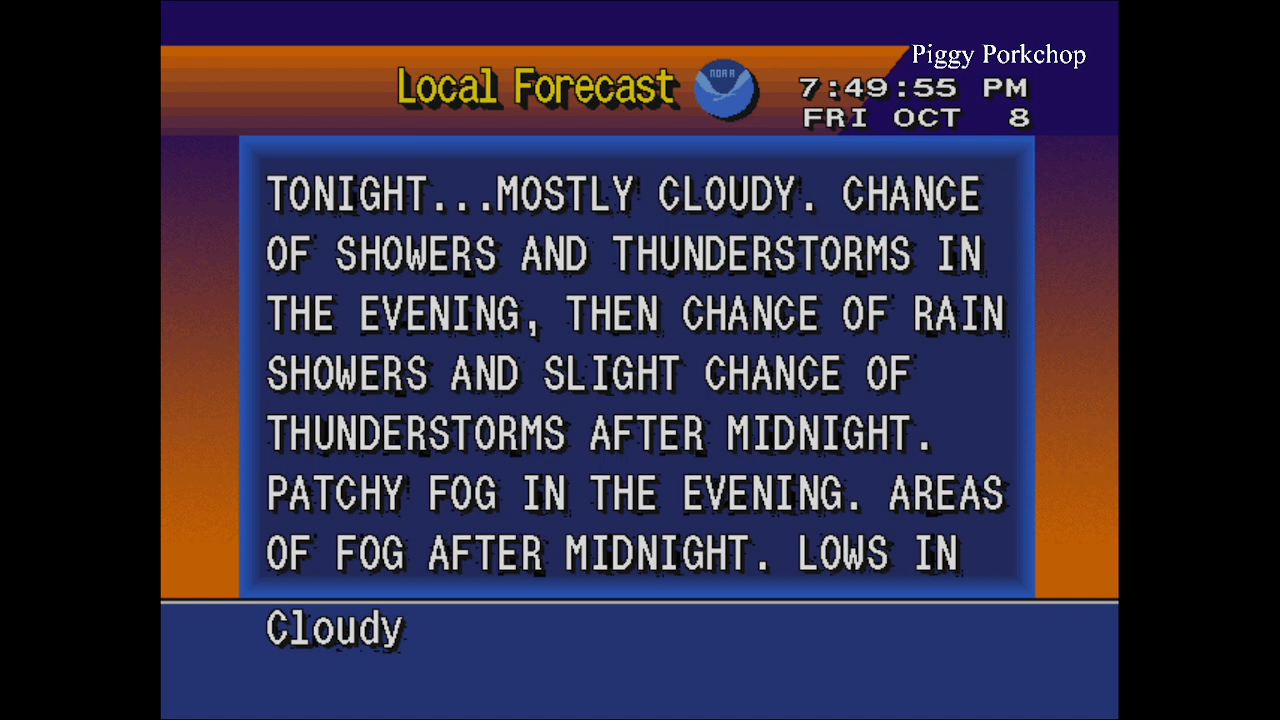 Piggy Porkchop
Local Forecast
NOAA
7:49:55 PM
FRI OCT 8
TONIGHT...MOSTLY CLOUDY. CHANCE
OF SHOWERS AND THUNDERSTORMS IN
THE EVENING, THEN CHANCE OF RAIN
SHOWERS AND SLIGHT CHANCE OF
THUNDERSTORMS AFTER MIDNIGHT.
PATCHY FOG IN THE EVENING. AREAS
OF FOG AFTER MIDNIGHT. LOWS IN
Cloudy